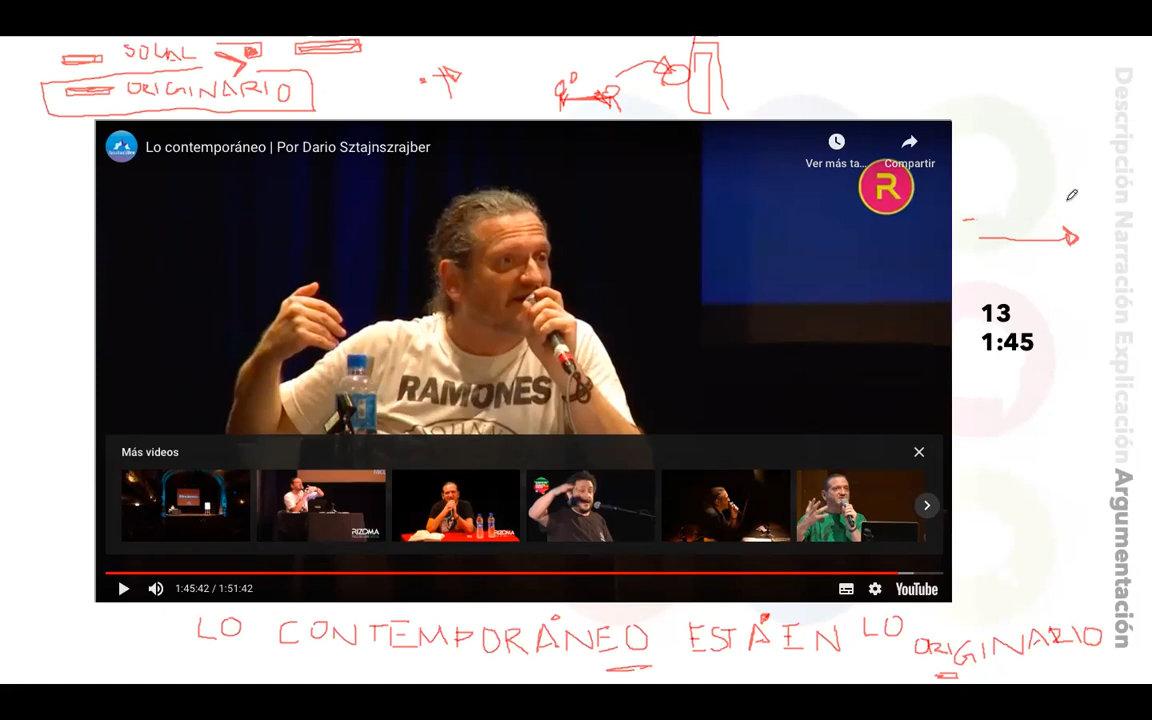 ORIGINARIO
Lo contemporáneo | Por Dario Sztajnszrajber
Ver más ta...
Compartir
R
RAMONES
13
1:45
Más videos
RIZOMA
RIZOMA
1:45:42 / 1:51:42
YouTube
LO CONTEMPORÁNEO ESTÁ EN LO ORIGINARIO
Descripción Narración Explicación Argumentación